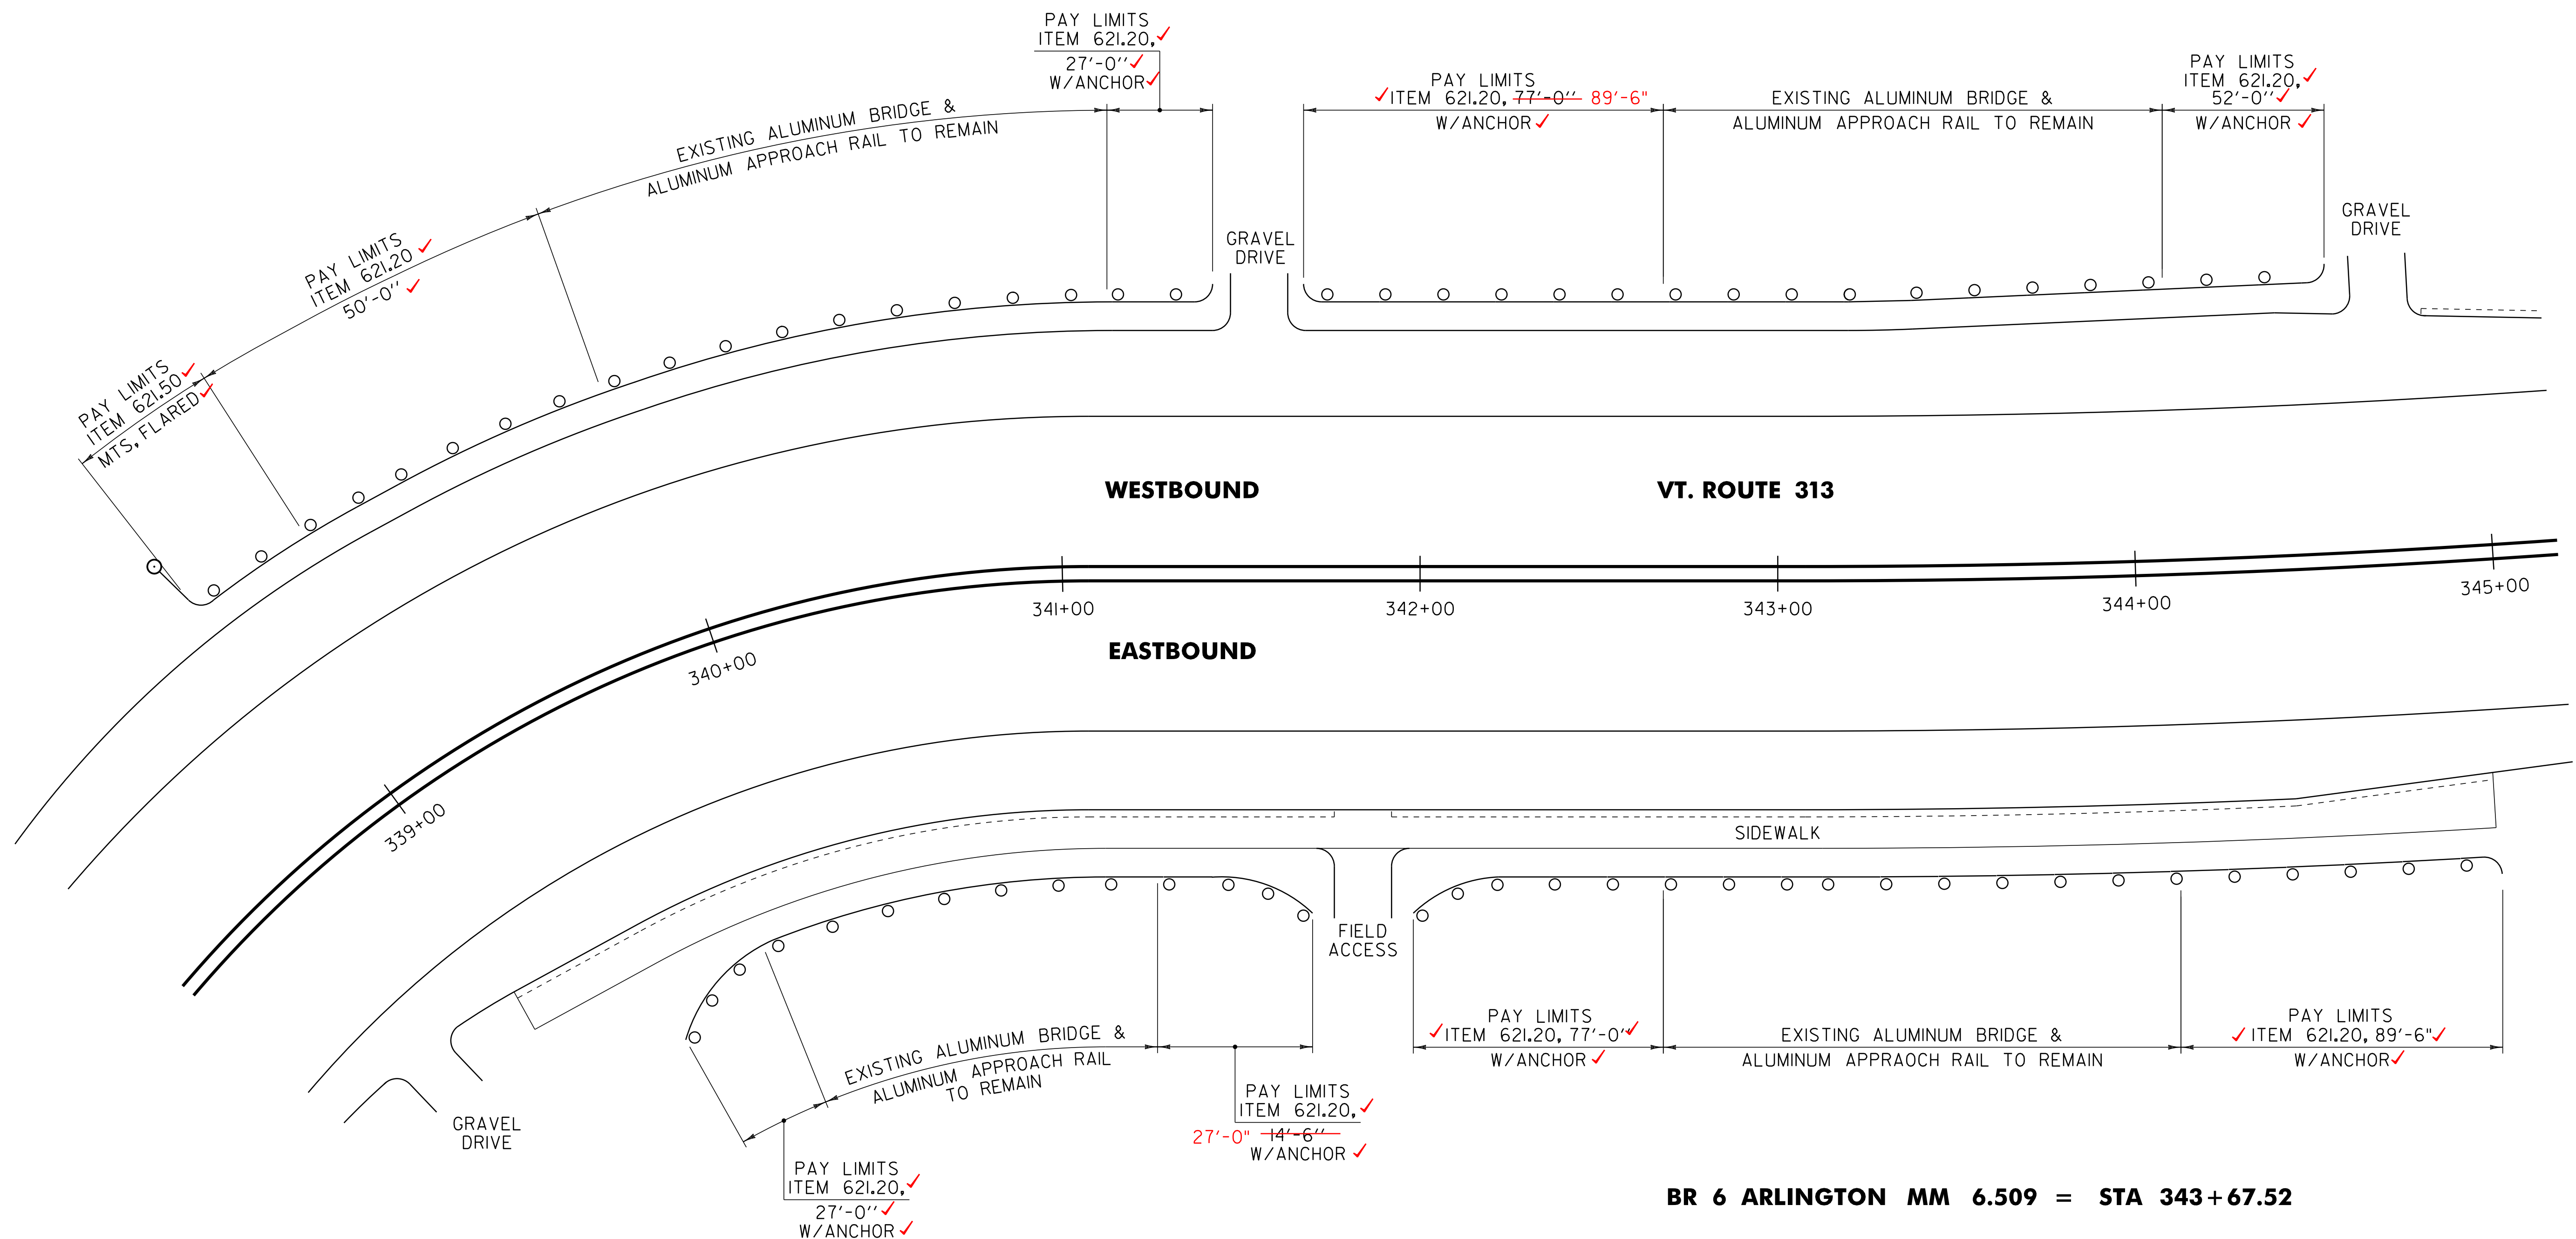 PAY LIMITS
ITEM 621.20,
27'-0''
W/ANCHOR
PAY LIMITS
ITEM 621.20, 77'-0'' 89'-6"
W/ANCHOR
EXISTING ALUMINUM BRIDGE &
ALUMINUM APPROACH RAIL TO REMAIN
PAY LIMITS
ITEM 621.20,
52'-0''
W/ANCHOR
EXISTING ALUMINUM BRIDGE &
ALUMINUM APPROACH RAIL TO REMAIN
PAY LIMITS
ITEM 621.20
50'-0''
PAY LIMITS
ITEM 621.50
MTS, FLARED
GRAVEL
DRIVE
GRAVEL
DRIVE
WESTBOUND
VT. ROUTE 313
339+00
340+00
341+00
342+00
343+00
344+00
345+00
EASTBOUND
SIDEWALK
FIELD
ACCESS
GRAVEL
DRIVE
EXISTING ALUMINUM BRIDGE &
ALUMINUM APPROACH RAIL
TO REMAIN
PAY LIMITS
ITEM 621.20,
27'-0''
W/ANCHOR
PAY LIMITS
ITEM 621.20,
27'-0" 14'-6''
W/ANCHOR
PAY LIMITS
ITEM 621.20, 77'-0''
W/ANCHOR
EXISTING ALUMINUM BRIDGE &
ALUMINUM APPRAOCH RAIL TO REMAIN
PAY LIMITS
ITEM 621.20, 89'-6"
W/ANCHOR
BR 6 ARLINGTON MM 6.509 = STA 343+67.52